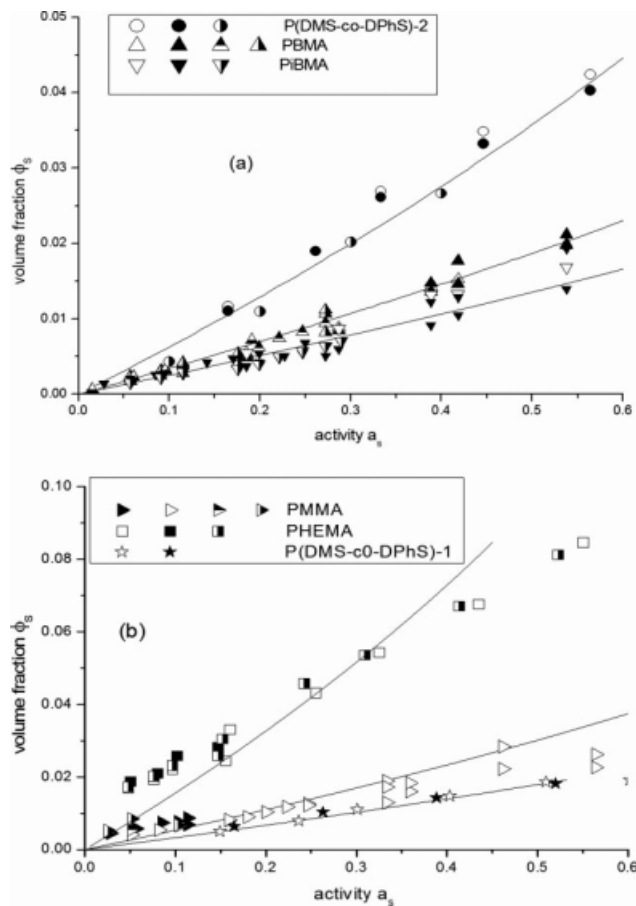 P(DMS-co-DPhS)-2
PBMA
PiBMA
(a)
volume fraction ϕs
0.05
0.04
0.03
0.02
0.01
0.00
0.0 0.1 0.2 0.3 0.4 0.5 0.6
activity as
PMMA
PHEMA
P(DMS-c0-DPhS)-1
(b)
volume fraction ϕs
0.10
0.08
0.06
0.04
0.02
0.00
0.0 0.1 0.2 0.3 0.4 0.5 0.6
activity as